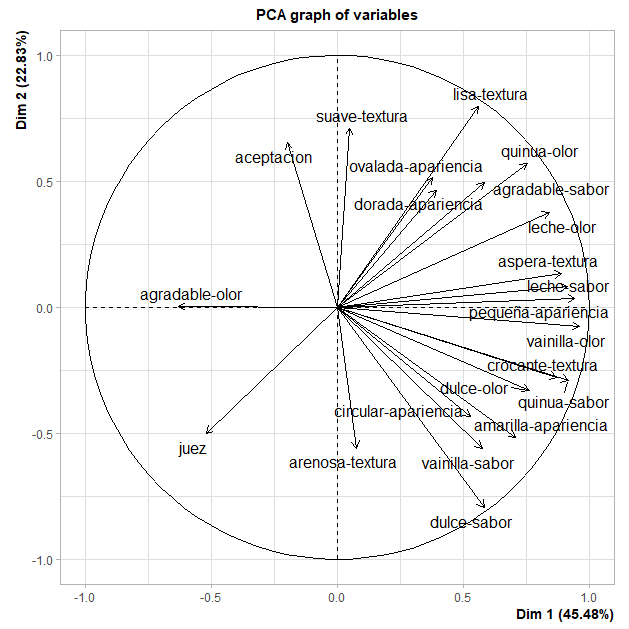 PCA graph of variables
Dim 2 (22.83%)
1.0
0.5
0.0
-0.5
-1.0
lisa-textura
suave-textura
aceptacion
quinua-olor
ovalada-apariencia
agradable-sabor
dorada-apariencia
leche-olor
aspera-textura
leche-sabor
agradable-olor
pequeña-apariencia
vainilla-olor
crocante-textura
dulce-olor
quinua-sabor
circular-apariencia
amarilla-apariencia
juez
arenosa-textura
vainilla-sabor
dulce-sabor
-1.0
-0.5
0.0
0.5
1.0
Dim 1 (45.48%)